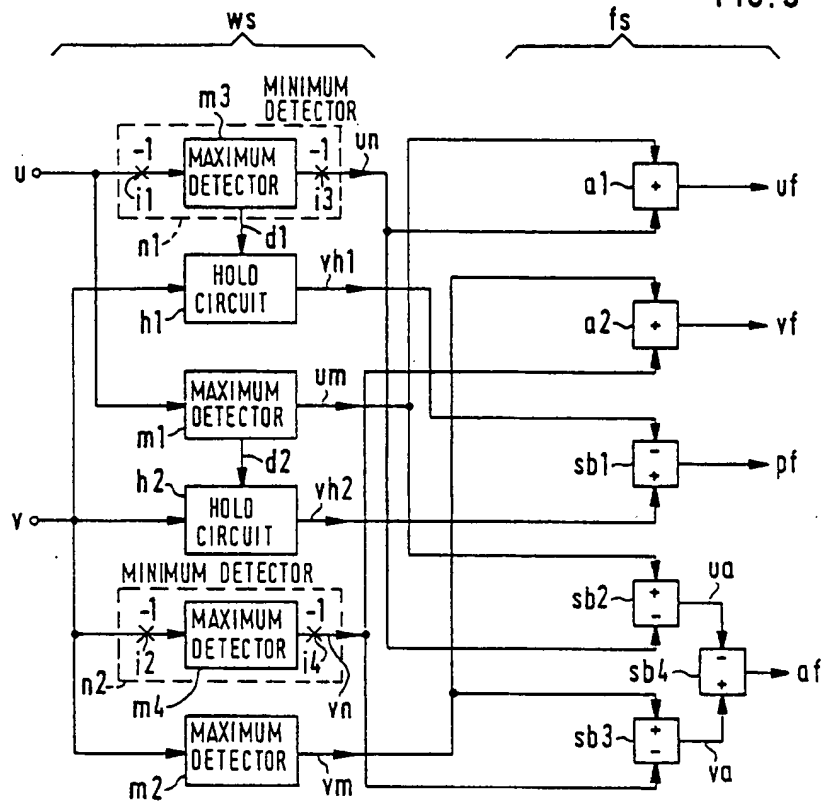 FIG. 3
ws
fs
MINIMUM
DETECTOR
m3
-1
MAXIMUM
DETECTOR
-1
un
u
i1
i3
n1
d1
a1
+
uf
HOLD
CIRCUIT
vh1
h1
a2
+
vf
MAXIMUM
DETECTOR
um
m1
d2
sb1
-
+
pf
h2
HOLD
CIRCUIT
vh2
v
MINIMUM DETECTOR
-1
MAXIMUM
DETECTOR
-1
i2
i4
n2
m4
vn
sb2
+
-
ua
sb4
-
+
af
MAXIMUM
DETECTOR
m2
vm
sb3
+
-
va